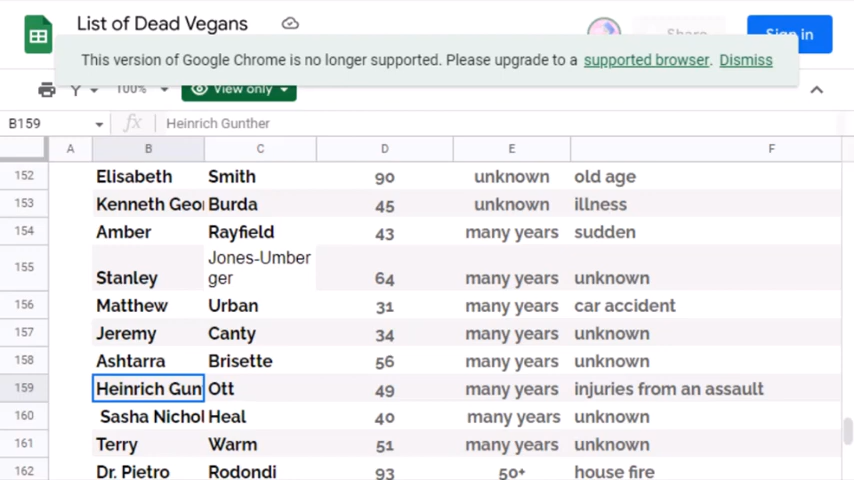 List of Dead Vegans
Share
Sign in
This version of Google Chrome is no longer supported. Please upgrade to a supported browser. Dismiss
100% View only
B159 fx Heinrich Gunther
A B C D E F
152 Elisabeth Smith 90 unknown old age
153 Kenneth Geor Burda 45 unknown illness
154 Amber Rayfield 43 many years sudden
155 Stanley Jones-Umber
ger 64 many years unknown
156 Matthew Urban 31 many years car accident
157 Jeremy Canty 34 many years unknown
158 Ashtarra Brisette 56 many years unknown
159 Heinrich Gun Ott 49 many years injuries from an assault
160 Sasha Nichol Heal 40 many years unknown
161 Terry Warm 51 many years unknown
162 Dr. Pietro Rodondi 93 50+ house fire